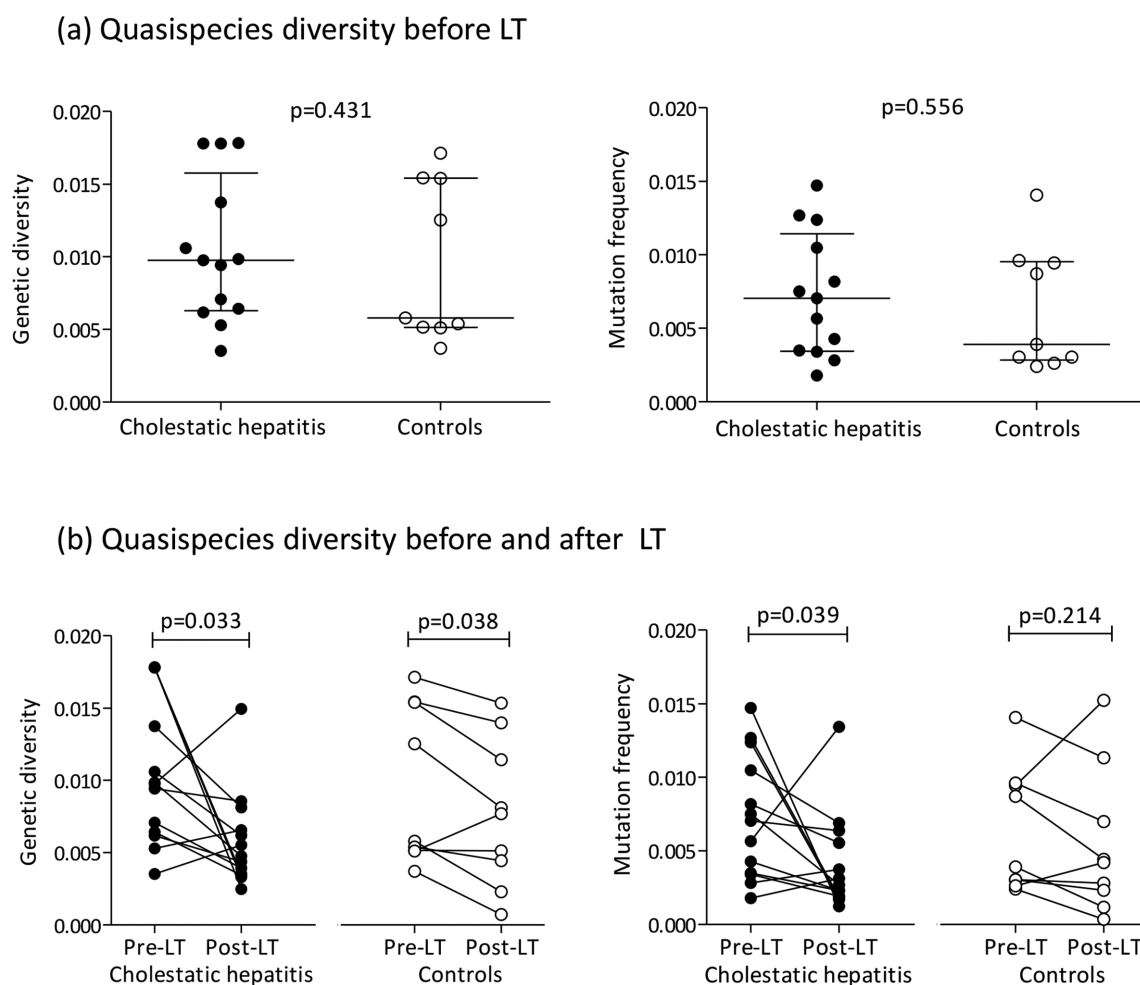 (a) Quasispecies diversity before LT
p=0.431
0.020
0.015
0.010
0.005
0.000
Genetic diversity
Cholestatic hepatitis
Controls
p=0.556
0.020
0.015
0.010
0.005
0.000
Mutation frequency
Cholestatic hepatitis
Controls
(b) Quasispecies diversity before and after LT
p=0.033
p=0.038
0.020
0.015
0.010
0.005
0.000
Genetic diversity
Pre-LT Post-LT
Cholestatic hepatitis
Pre-LT Post-LT
Controls
p=0.039
p=0.214
0.020
0.015
0.010
0.005
0.000
Mutation frequency
Pre-LT Post-LT
Cholestatic hepatitis
Pre-LT Post-LT
Controls